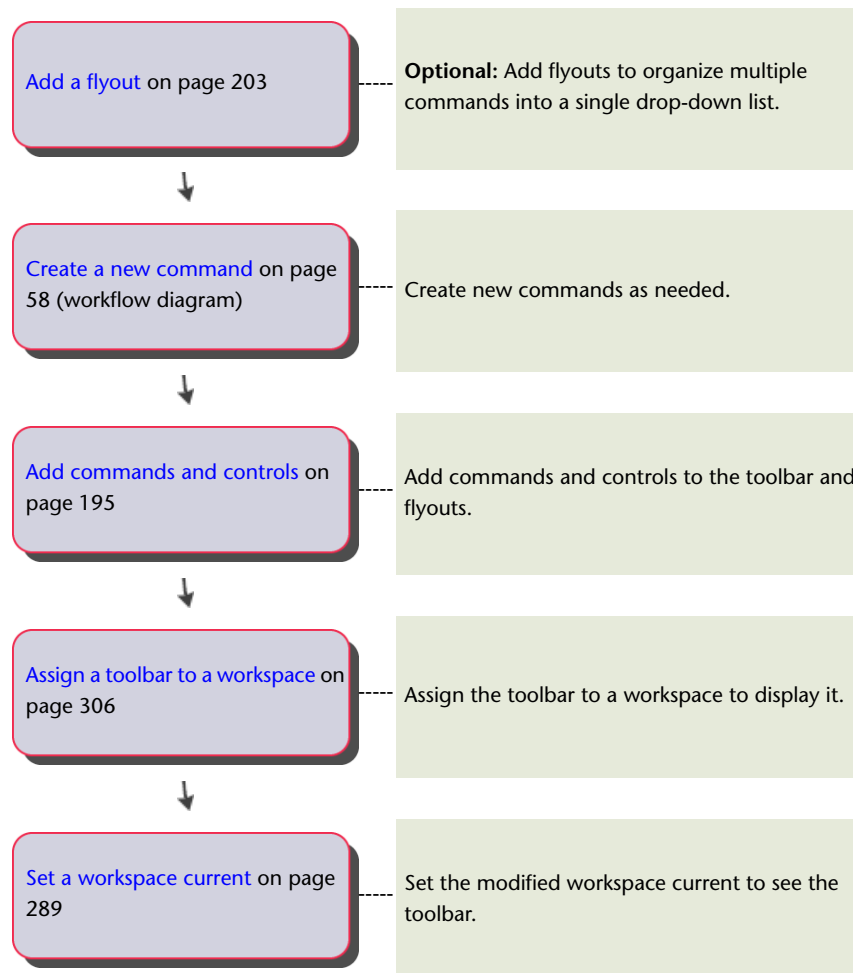 Add a flyout on page 203
Optional: Add flyouts to organize multiple
commands into a single drop-down list.
Create a new command on page
58 (workflow diagram)
Create new commands as needed.
Add commands and controls on
page 195
Add commands and controls to the toolbar and
flyouts.
Assign a toolbar to a workspace on
page 306
Assign the toolbar to a workspace to display it.
Set a workspace current on page
289
Set the modified workspace current to see the
toolbar.